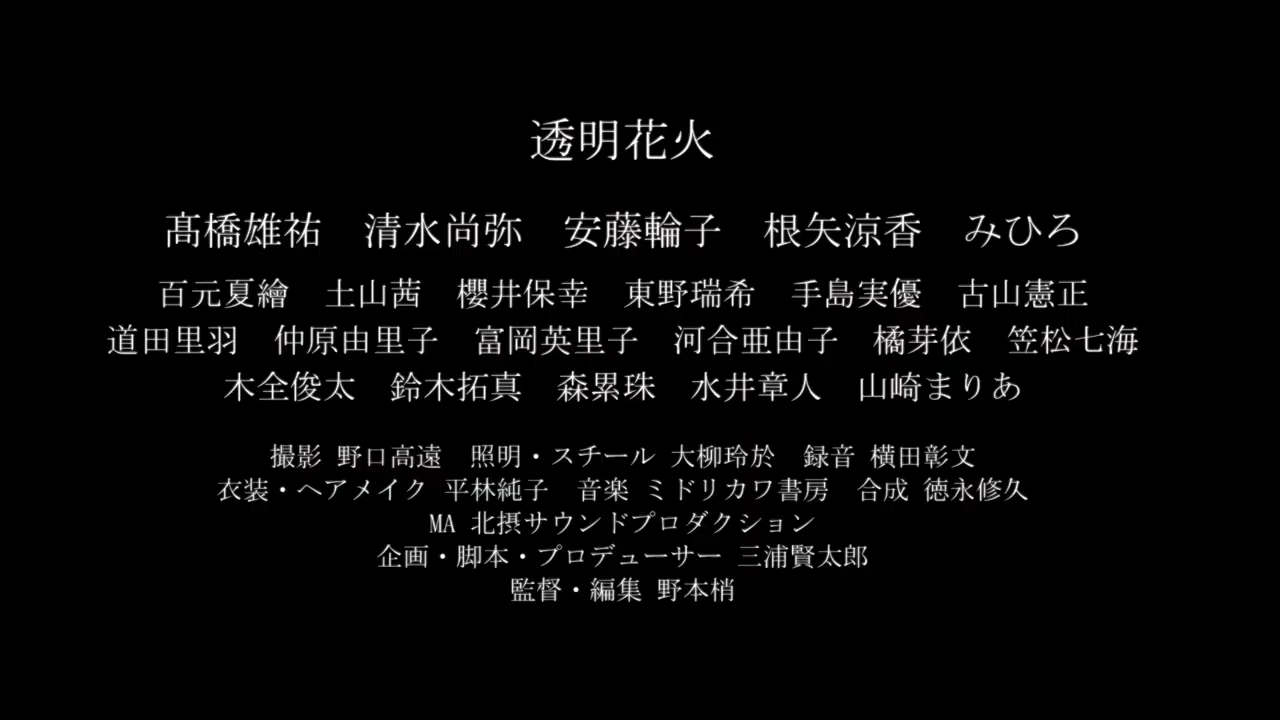 透明花火
髙橋雄祐　清水尚弥　安藤輪子　根矢涼香　みひろ
百元夏繪　土山茜　櫻井保幸　東野瑞希　手島実優　古山憲正
道田里羽　仲原由里子　富岡英里子　河合亜由子　橘芽依　笠松七海
木全俊太　鈴木拓真　森累珠　水井章人　山崎まりあ
撮影 野口高遠　照明・スチール 大柳玲於　録音 横田彰文
衣装・ヘアメイク 平林純子　音楽 ミドリカワ書房　合成 徳永修久
MA 北摂サウンドプロダクション
企画・脚本・プロデューサー 三浦賢太郎
監督・編集 野本梢